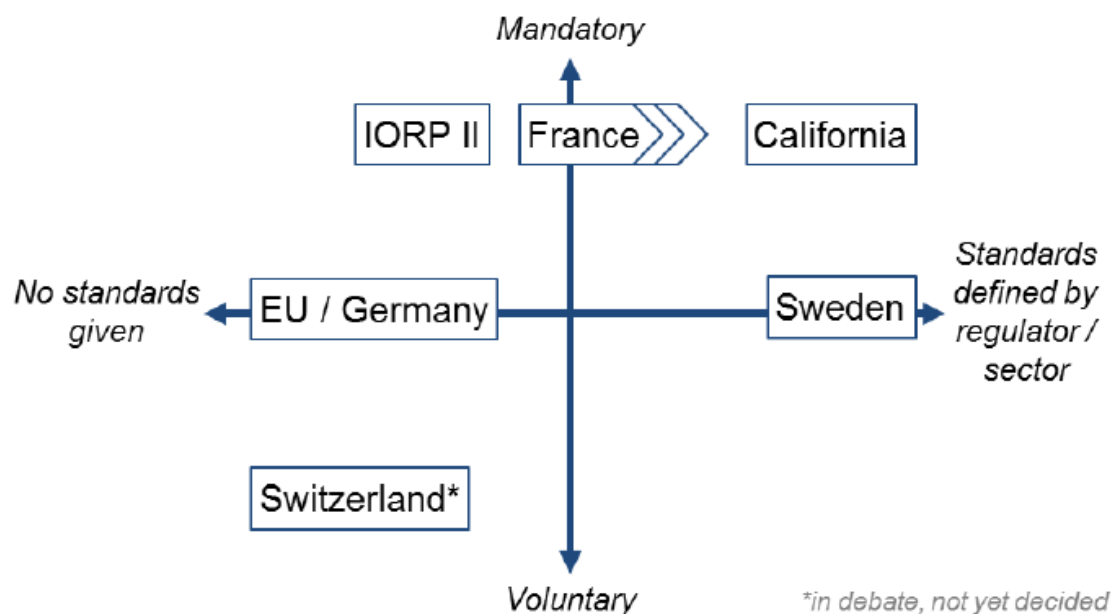 Mandatory
IORP II
France
California
No standards
given
EU / Germany
Sweden
Standards
defined by
regulator /
sector
Switzerland*
Voluntary
*in debate, not yet decided